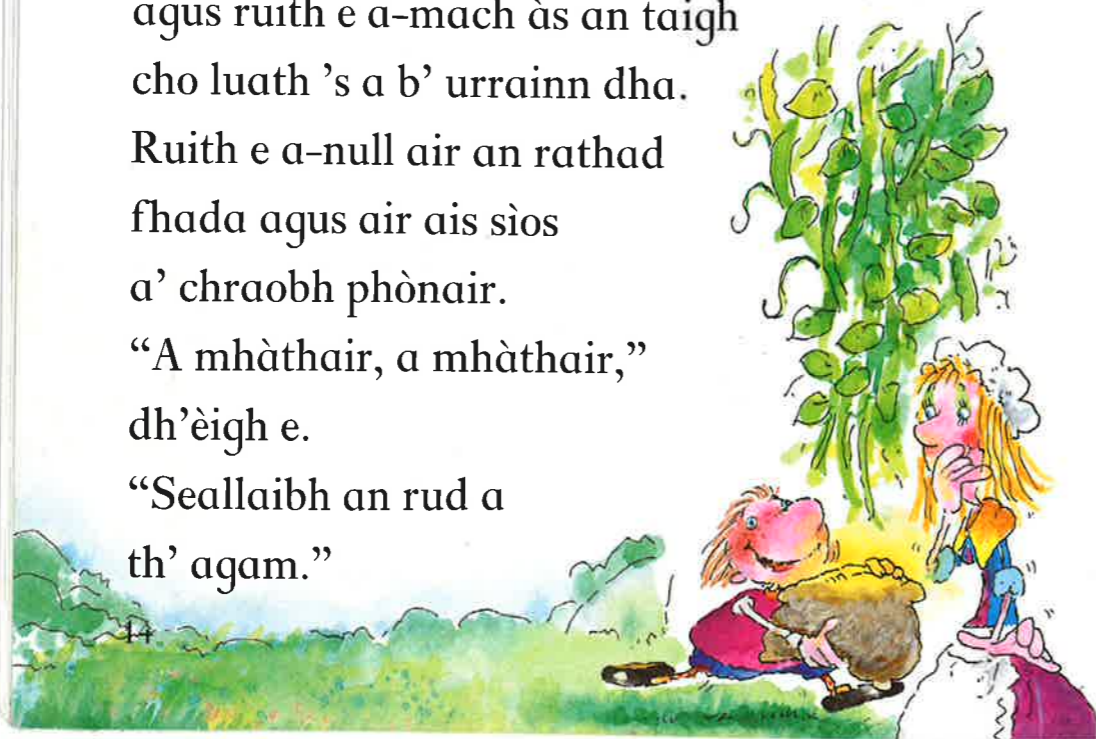 agus ruith e a-mach às an taigh
cho luath ’s a b’ urrainn dha.
Ruith e a-null air an rathad
fhada agus air ais sìos
a’ chraobh phònair.
“A mhàthair, a mhàthair,”
dh’èigh e.
“Seallaibh an rud a
th’ agam.”
14